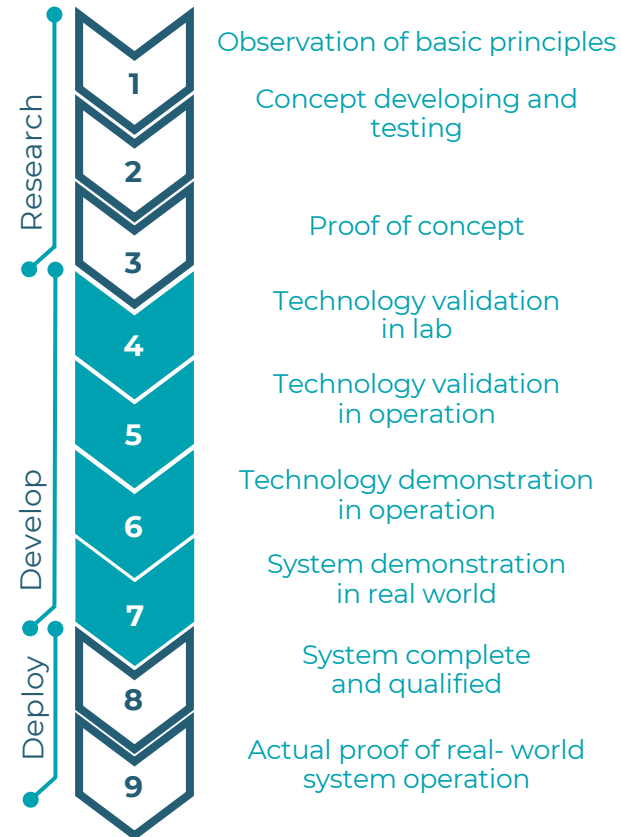 Research
1
Observation of basic principles
2
Concept developing and
testing
3
Proof of concept
Develop
4
Technology validation
in lab
5
Technology validation
in operation
6
Technology demonstration
in operation
7
System demonstration
in real world
Deploy
8
System complete
and qualified
9
Actual proof of real- world
system operation